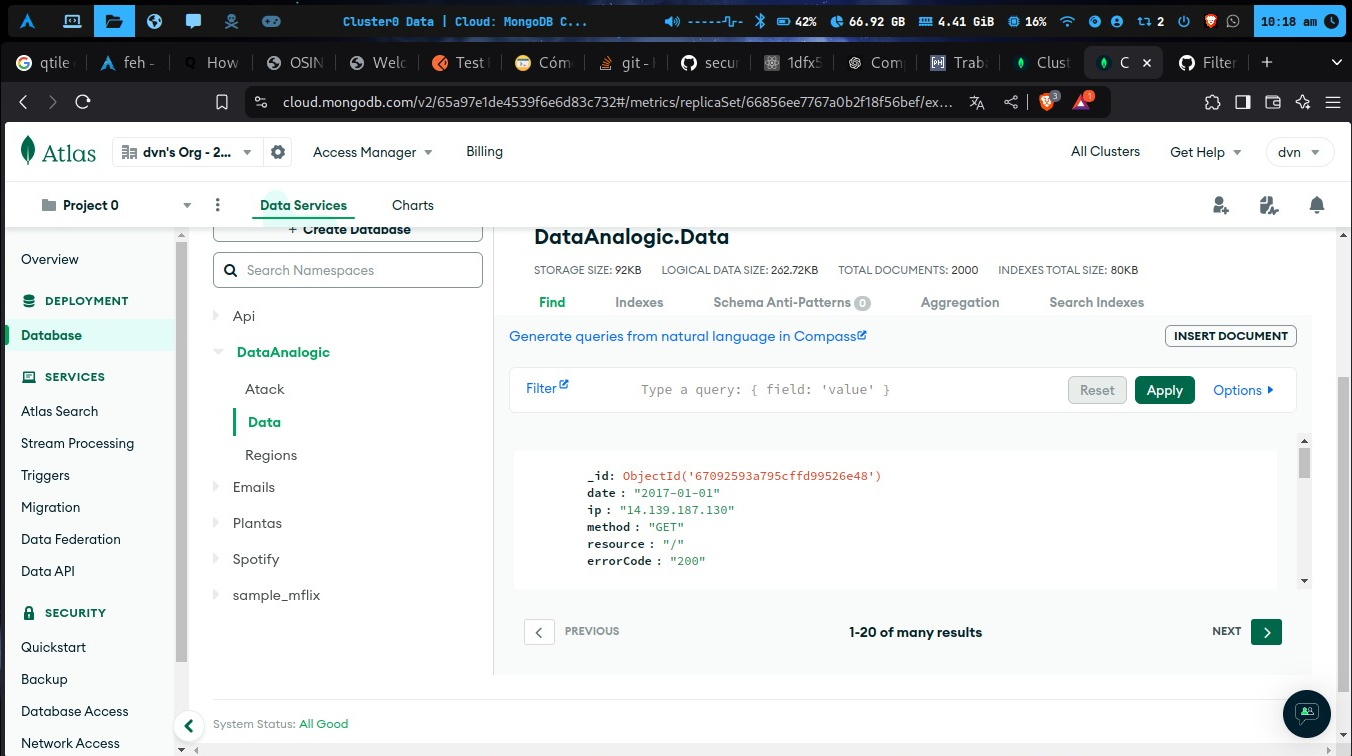 Cluster0 Data | Cloud: MongoDB C...
42%
66.92 GB
4.41 GiB
16%
2
10:18 am
qtile
feh -
How
OSIN
Welc
Test
Cómo
git -
secur
1dfx5
Comp
Traba
Clust
C
Filter
cloud.mongodb.com/v2/65a97e1de4539f6e6d83c732#/metrics/replicaSet/66856ee7767a0b2f18f56bef/ex...
3
1
Atlas
dvn's Org - 2...
Access Manager
Billing
All Clusters
Get Help
dvn
Project 0
Data Services
Charts
Overview
DEPLOYMENT
Database
SERVICES
Atlas Search
Stream Processing
Triggers
Migration
Data Federation
Data API
SECURITY
Quickstart
Backup
Database Access
Network Access
+ Create Database
Search Namespaces
Api
DataAnalogic
Atack
Data
Regions
Emails
Plantas
Spotify
sample_mflix
DataAnalogic.Data
STORAGE SIZE: 92KB LOGICAL DATA SIZE: 262.72KB TOTAL DOCUMENTS: 2000 INDEXES TOTAL SIZE: 80KB
Find Indexes Schema Anti-Patterns 0 Aggregation Search Indexes
Generate queries from natural language in Compass
INSERT DOCUMENT
Filter
Type a query: { field: 'value' }
Reset
Apply
Options
_id: ObjectId('67092593a795cffd99526e48')
date : "2017-01-01"
ip : "14.139.187.130"
method : "GET"
resource : "/"
errorCode : "200"
PREVIOUS
1-20 of many results
NEXT
System Status: All Good